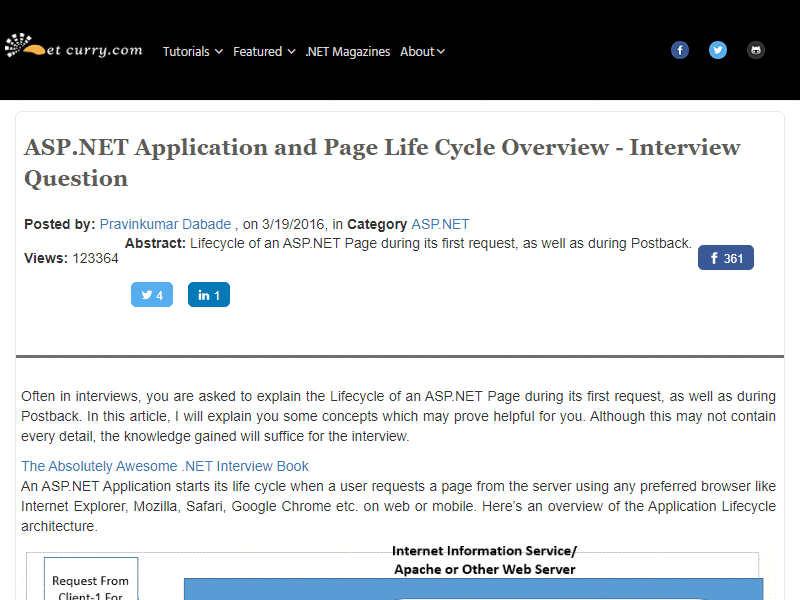 et curry.com
Tutorials Featured .NET Magazines About
ASP.NET Application and Page Life Cycle Overview - Interview
Question
Posted by: Pravinkumar Dabade , on 3/19/2016, in Category ASP.NET
Views: 123364
Abstract: Lifecycle of an ASP.NET Page during its first request, as well as during Postback.
f 361
4
in 1
Often in interviews, you are asked to explain the Lifecycle of an ASP.NET Page during its first request, as well as during
Postback. In this article, I will explain you some concepts which may prove helpful for you. Although this may not contain
every detail, the knowledge gained will suffice for the interview.
The Absolutely Awesome .NET Interview Book
An ASP.NET Application starts its life cycle when a user requests a page from the server using any preferred browser like
Internet Explorer, Mozilla, Safari, Google Chrome etc. on web or mobile. Here's an overview of the Application Lifecycle
architecture.
Internet Information Service/
Apache or Other Web Server
Request From
Client-1 For